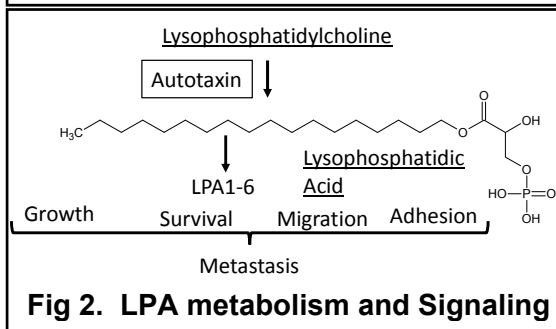 Lysophosphatidylcholine
Autotaxin
H₃C
O
O
OH
O
HO
P
O
OH
Lysophosphatidic
Acid
LPA1-6
Growth
Survival
Migration
Adhesion
Metastasis
Fig 2.  LPA metabolism and Signaling